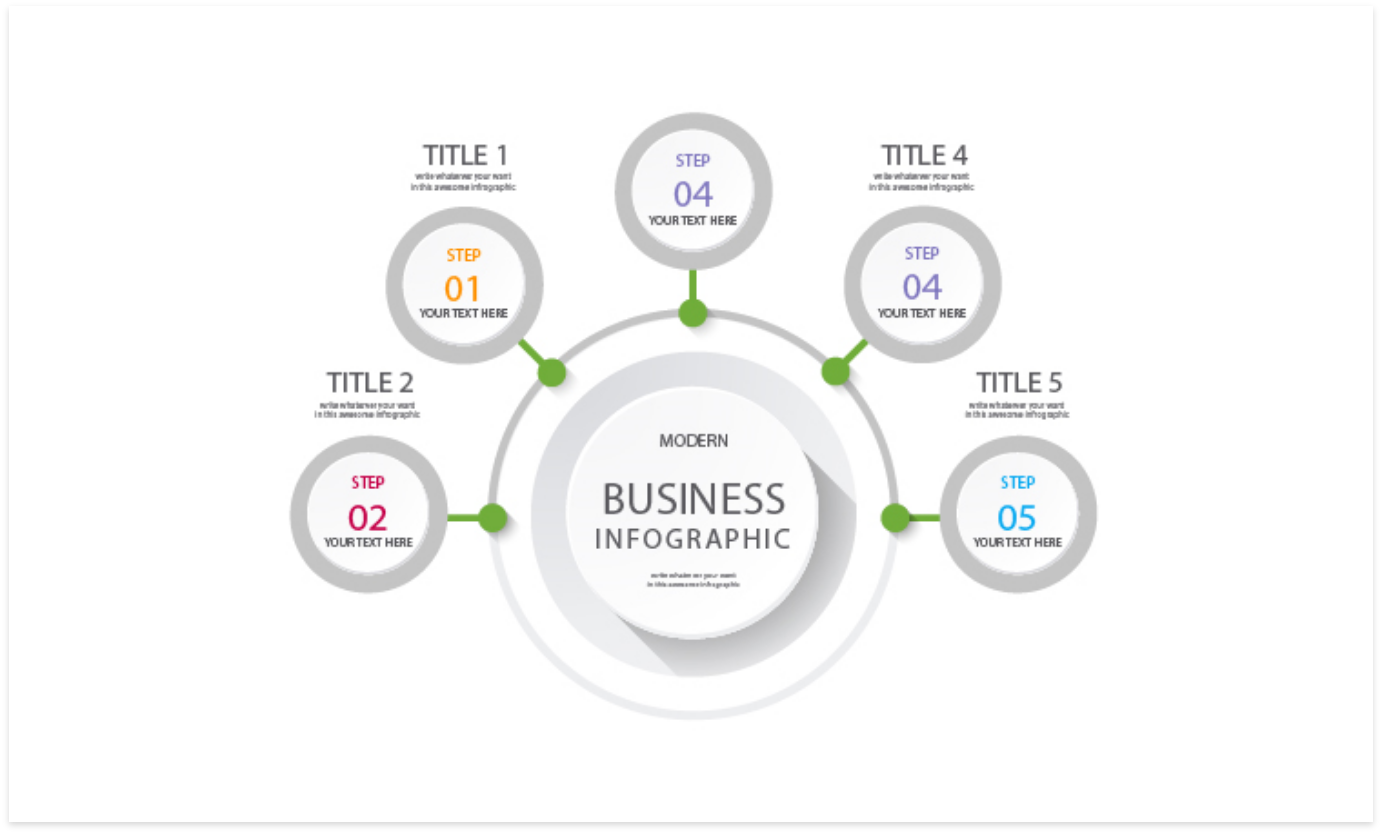 STEP
04
YOUR TEXT HERE
TITLE 1
write whatever your want
in this awesome infographic
STEP
01
YOUR TEXT HERE
TITLE 4
write whatever your want
in this awesome infographic
STEP
04
YOUR TEXT HERE
TITLE 2
write whatever your want
in this awesome infographic
STEP
02
YOUR TEXT HERE
MODERN
BUSINESS
INFOGRAPHIC
write whatever your want
in this awesome infographic
TITLE 5
write whatever your want
in this awesome infographic
STEP
05
YOUR TEXT HERE